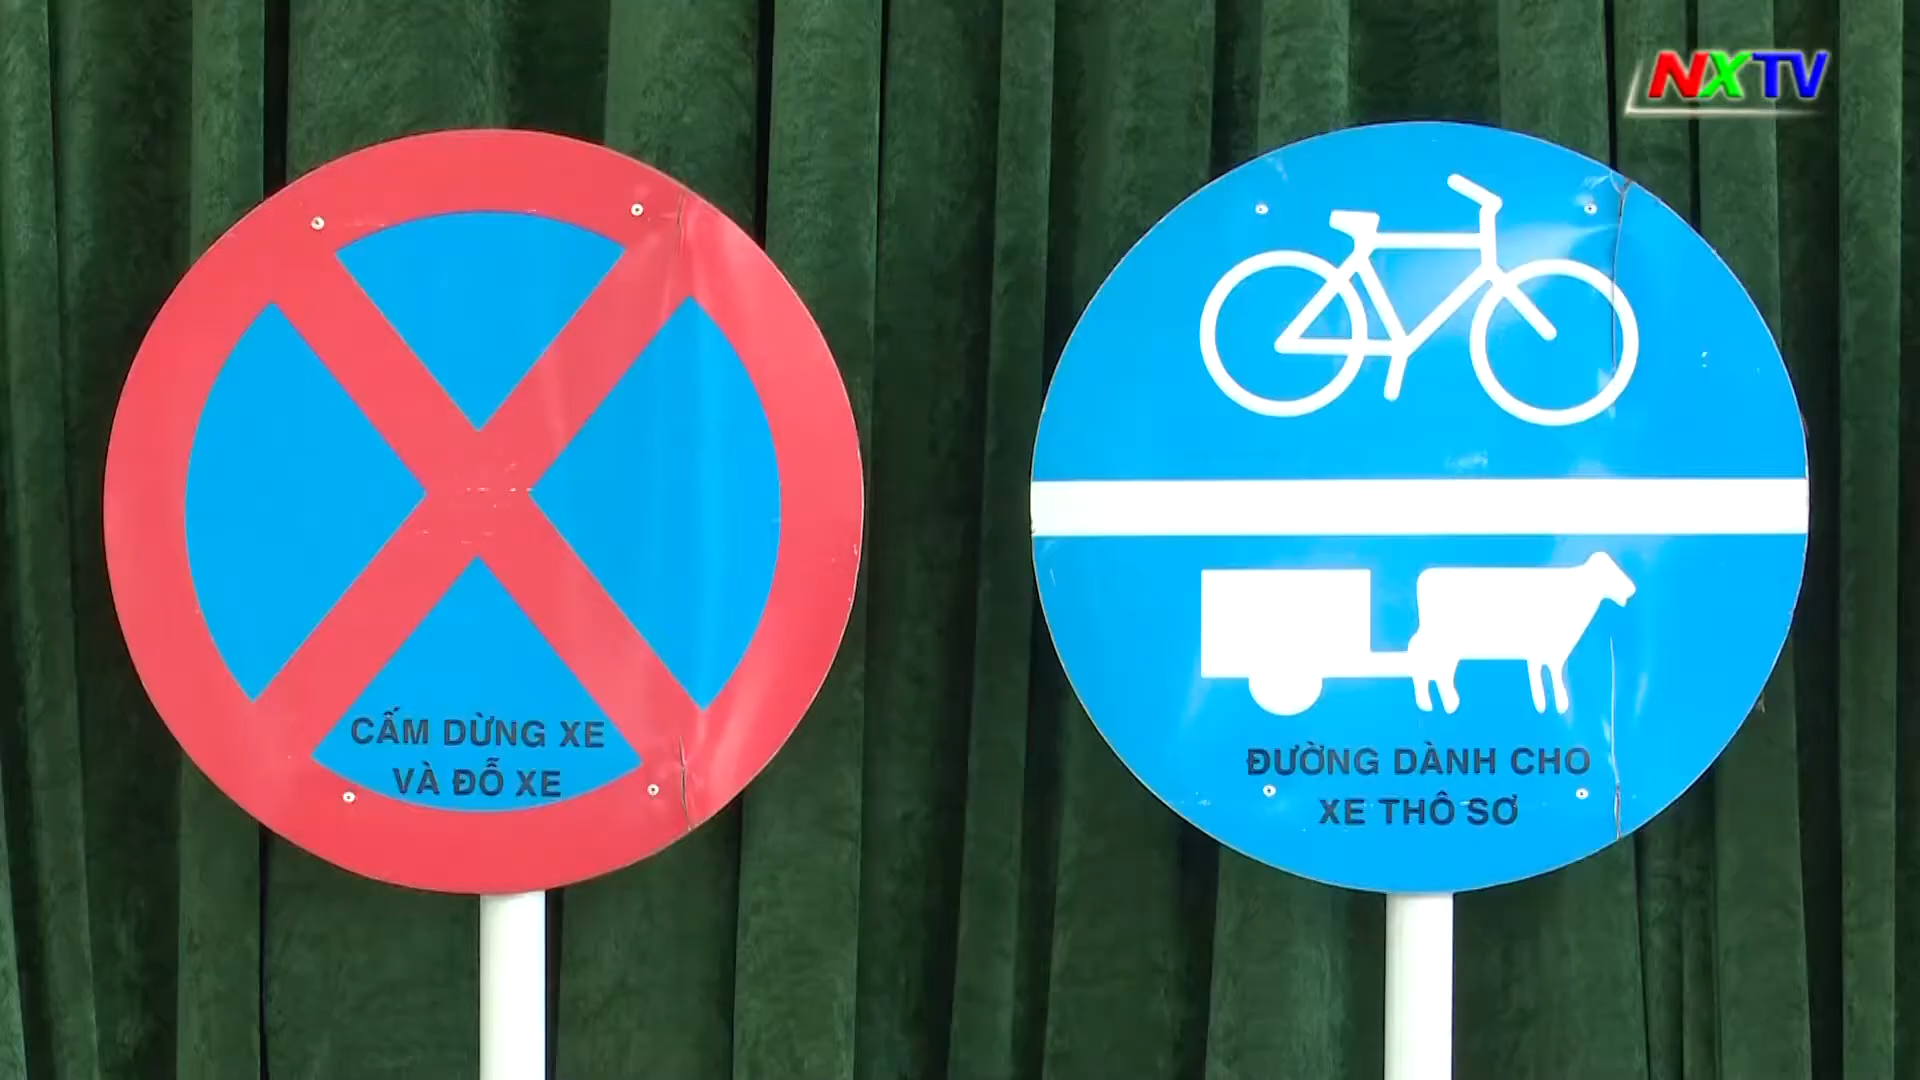 NXTV
CẤM DỪNG XE
VÀ ĐỖ XE
ĐƯỜNG DÀNH CHO
XE THÔ SƠ